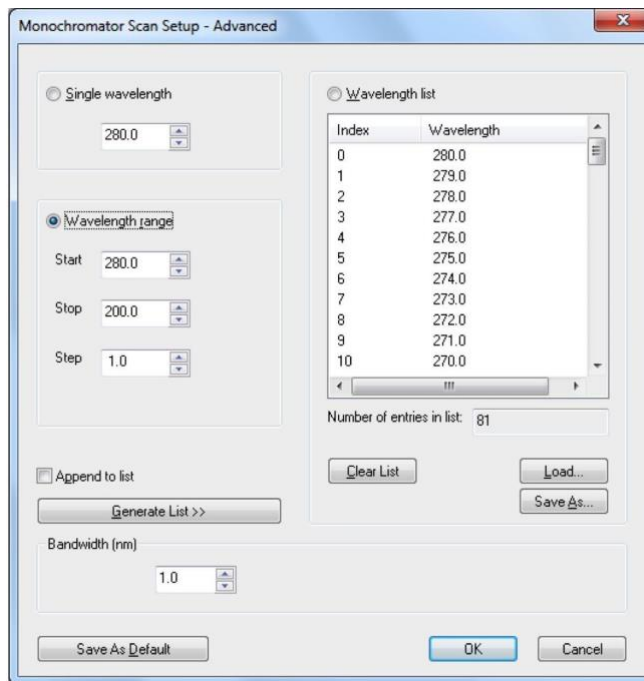 Monochromator Scan Setup - Advanced
Single wavelength
280.0
Wavelength range
Start 280.0
Stop 200.0
Step 1.0
Append to list
Generate List >>
Wavelength list
Index Wavelength
0 280.0
1 279.0
2 278.0
3 277.0
4 276.0
5 275.0
6 274.0
7 273.0
8 272.0
9 271.0
10 270.0
Number of entries in list: 81
Clear List Load...
Save As...
Bandwidth (nm)
1.0
Save As Default OK Cancel